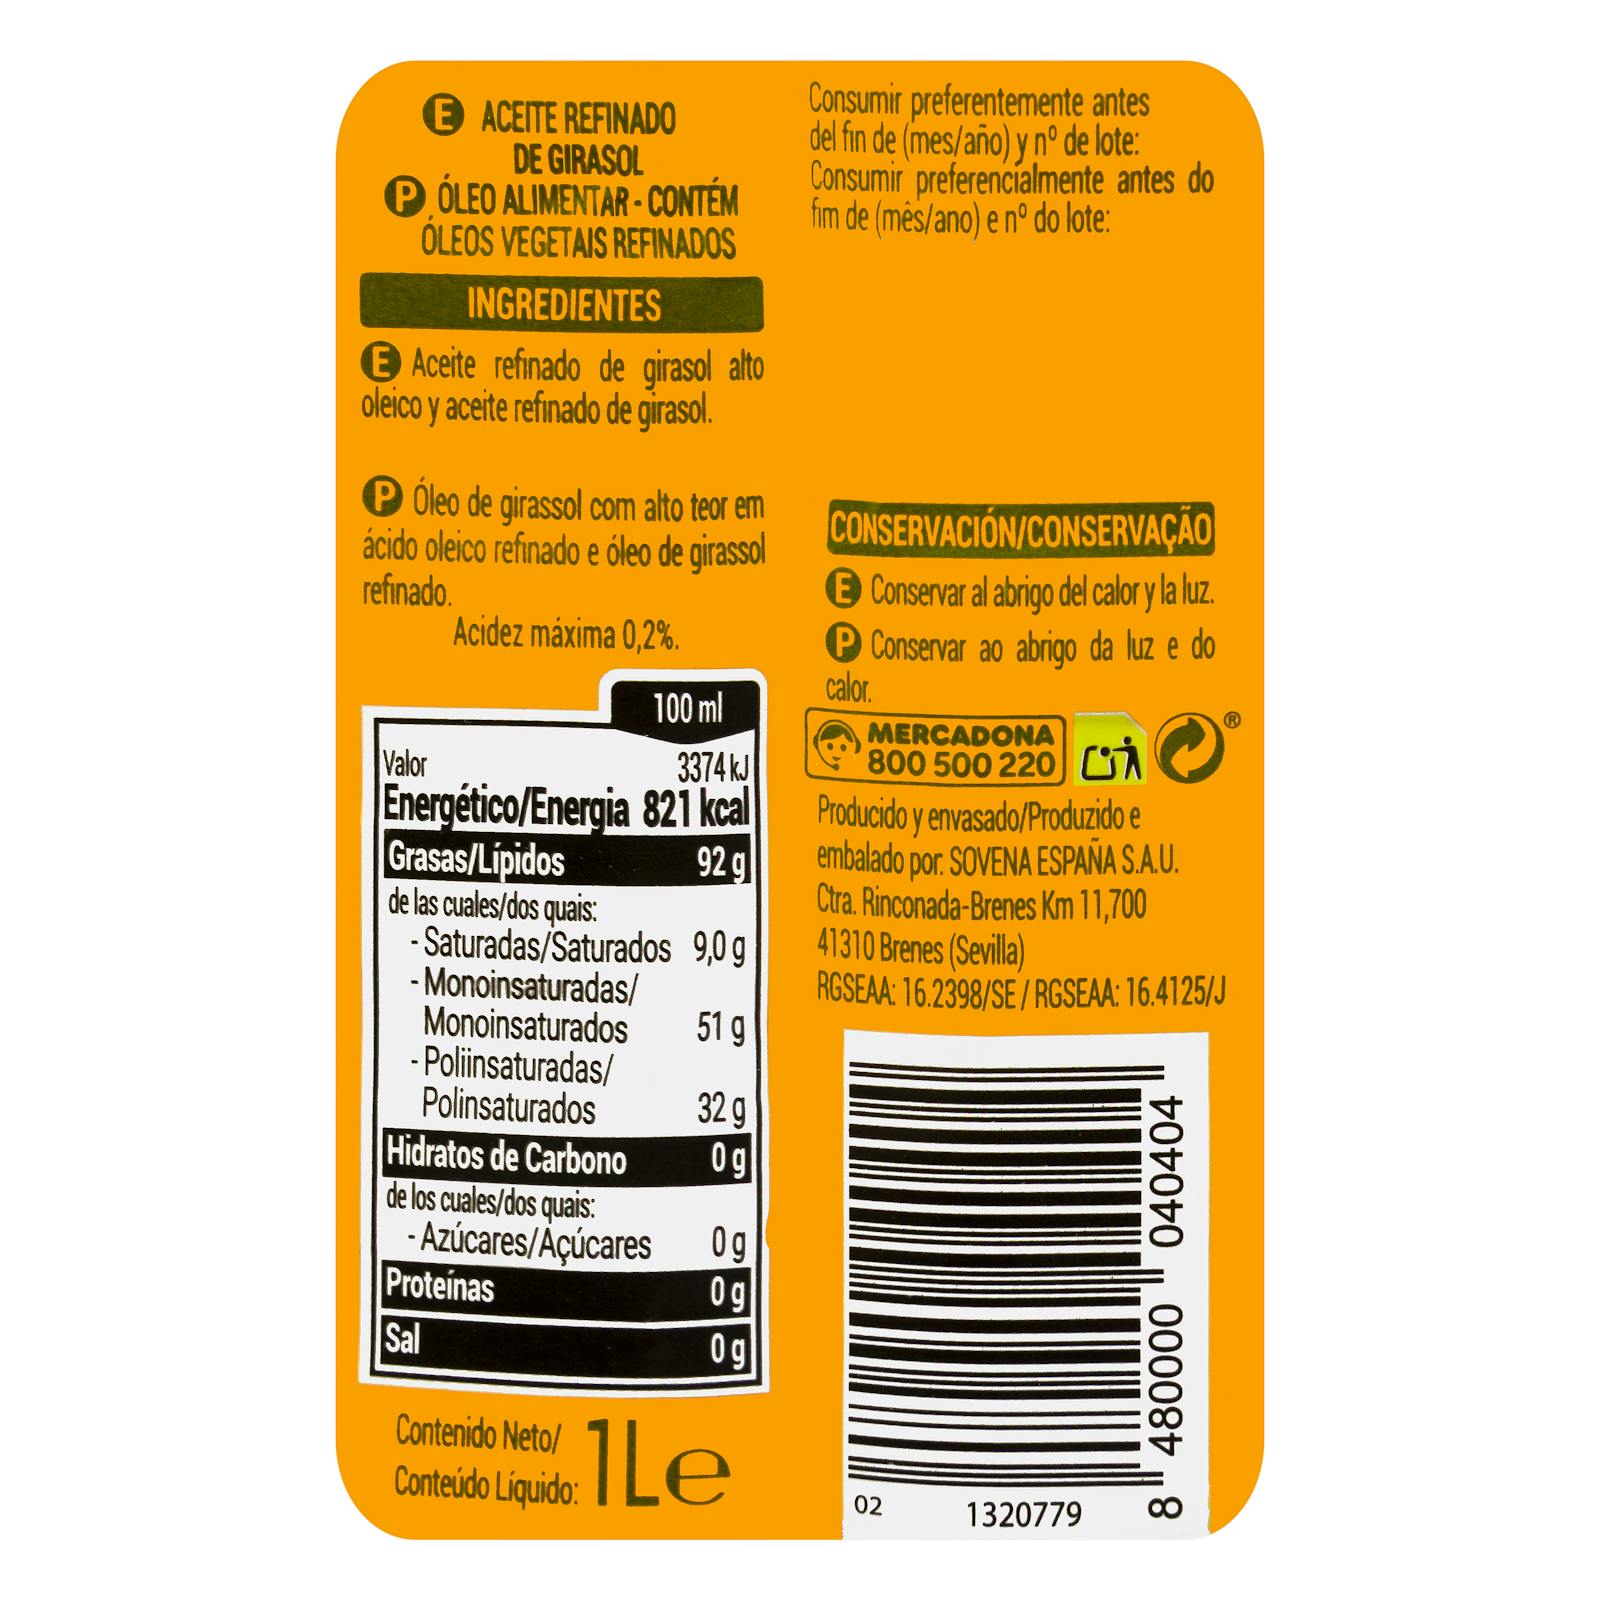 E ACEITE REFINADO
DE GIRASOL
P ÓLEO ALIMENTAR - CONTÉM
ÓLEOS VEGETAIS REFINADOS
INGREDIENTES
E Aceite refinado de girasol alto
oleico y aceite refinado de girasol.
P Óleo de girassol com alto teor em
ácido oleico refinado e óleo de girassol
refinado.
Acidez máxima 0,2%.
100 ml
Valor 3374 kJ
Energético/Energia 821 kcal
Grasas/Lípidos 92 g
de las cuales/dos quais:
- Saturadas/Saturados 9,0 g
- Monoinsaturadas/
Monoinsaturados 51 g
- Poliinsaturadas/
Polinsaturados 32 g
Hidratos de Carbono 0 g
de los cuales/dos quais:
- Azúcares/Açúcares 0 g
Proteínas 0 g
Sal 0 g
Contenido Neto/
Conteúdo Líquido: 1L e
Consumir preferentemente antes
del fin de (mes/año) y nº de lote:
Consumir preferencialmente antes do
fim de (mês/ano) e nº do lote:
CONSERVACIÓN/CONSERVAÇÃO
E Conservar al abrigo del calor y la luz.
P Conservar ao abrigo da luz e do
calor.
MERCADONA
800 500 220
®
Producido y envasado/Produzido e
embalado por: SOVENA ESPAÑA S.A.U.
Ctra. Rinconada-Brenes Km 11,700
41310 Brenes (Sevilla)
RGSEAA: 16.2398/SE / RGSEAA: 16.4125/J
8 480000 040404
02 1320779